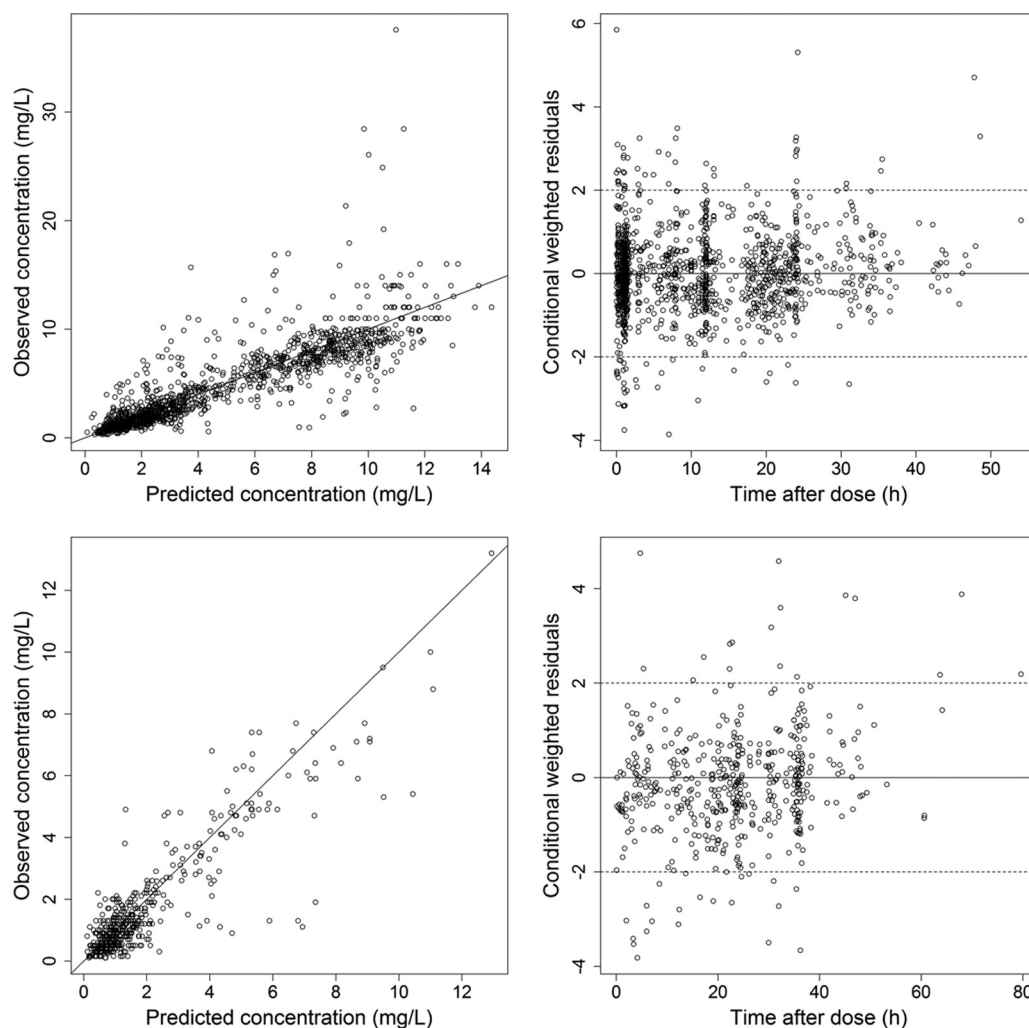 Observed concentration (mg/L)
30
20
10
0
0 2 4 6 8 10 12 14
Predicted concentration (mg/L)
Conditional weighted residuals
6
4
2
0
-2
-4
0 10 20 30 40 50
Time after dose (h)
Observed concentration (mg/L)
12
10
8
6
4
2
0
0 2 4 6 8 10 12
Predicted concentration (mg/L)
Conditional weighted residuals
4
2
0
-2
-4
0 20 40 60 80
Time after dose (h)